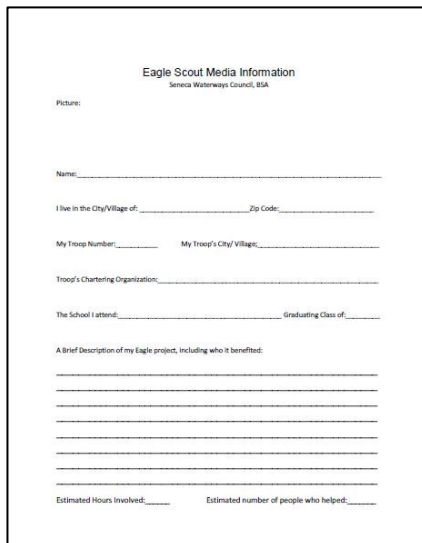 Eagle Scout Media Information
Seneca Waterways Council, BSA
Picture:
Name:
I live in the City/Village of: Zip Code:
My Troop Number: My Troop's City/ Village:
Troop's Chartering Organization:
The School I attend: Graduating Class of:
A Brief Description of my Eagle project, including who it benefited:
Estimated Hours Involved: Estimated number of people who helped: